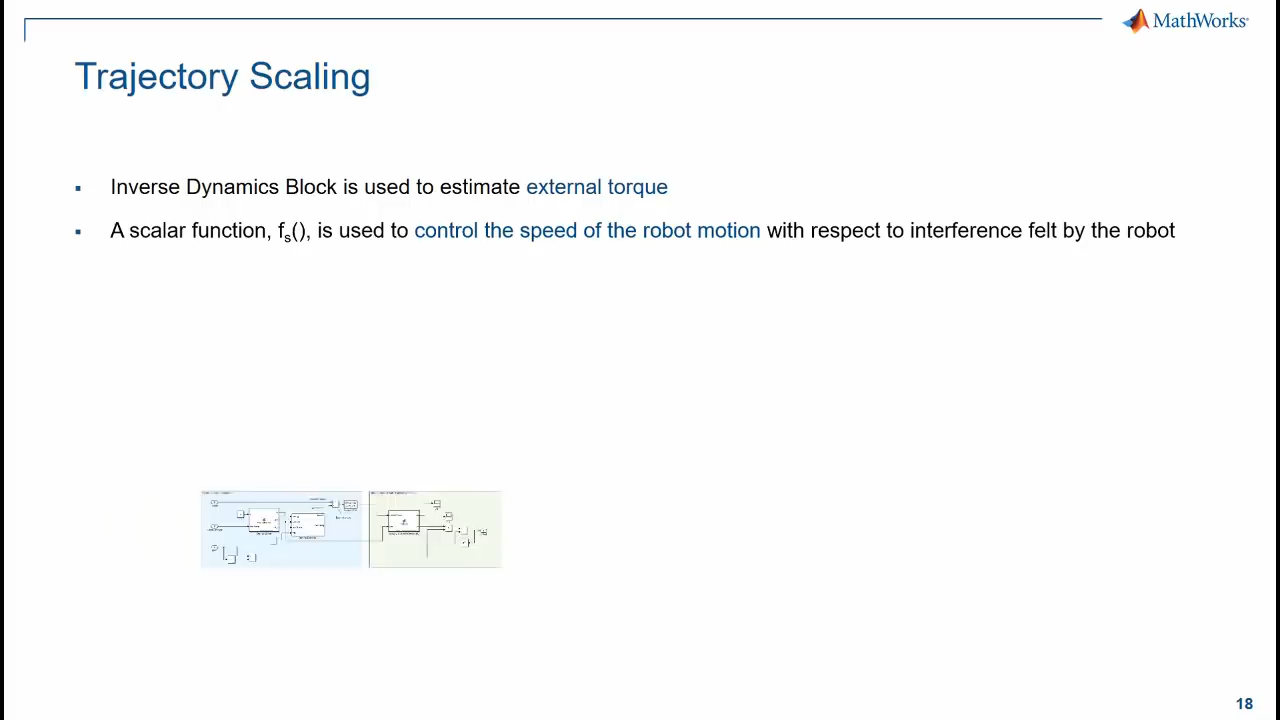 MathWorks
Trajectory Scaling
▪ Inverse Dynamics Block is used to estimate external torque
▪ A scalar function, fs(), is used to control the speed of the robot motion with respect to interference felt by the robot
18